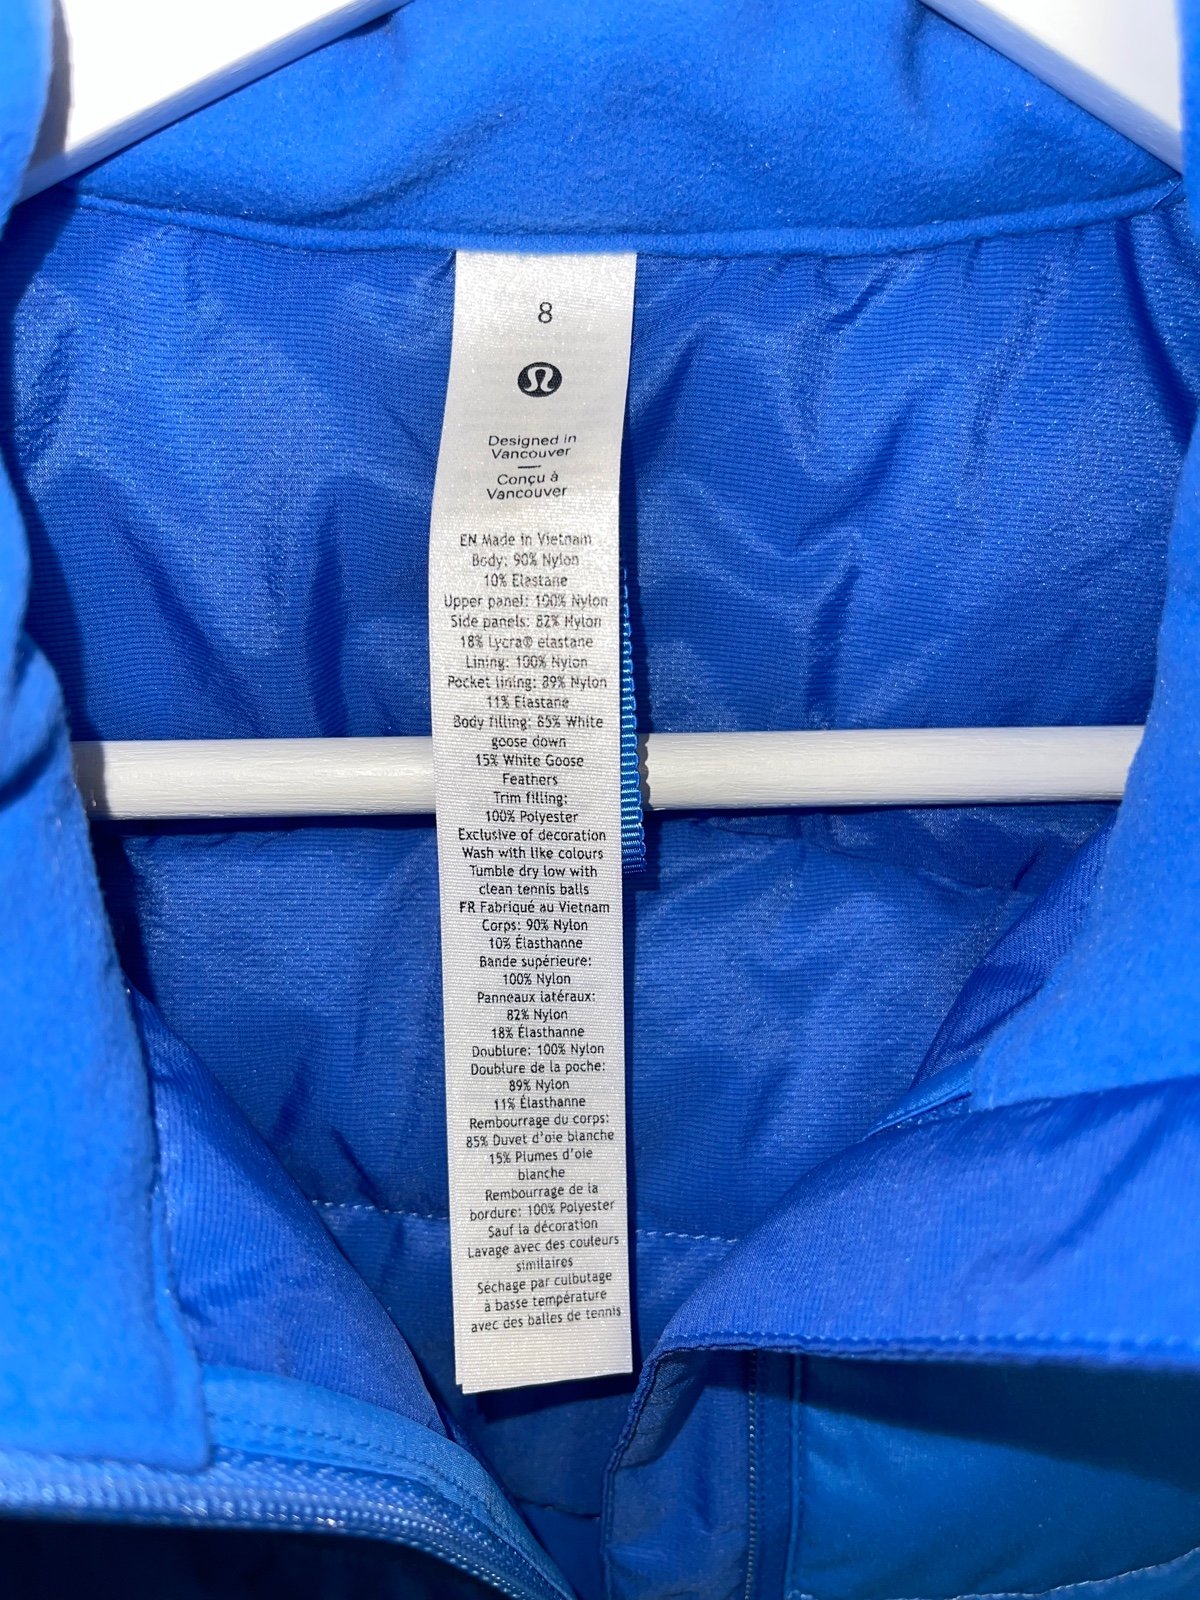 8
Designed in
Vancouver
Conçu à
Vancouver
EN Made in Vietnam
Body: 90% Nylon
10% Elastane
Upper panel: 100% Nylon
Side panels: 82% Nylon
18% Lycra® elastane
Lining: 100% Nylon
Pocket lining: 89% Nylon
11% Elastane
Body filling: 85% White
goose down
15% White Goose
Feathers
Trim filling:
100% Polyester
Exclusive of decoration
Wash with like colours
Tumble dry low with
clean tennis balls
FR Fabriqué au Vietnam
Corps: 90% Nylon
10% Élasthanne
Bande supérieure:
100% Nylon
Panneaux latéraux:
82% Nylon
18% Élasthanne
Doublure: 100% Nylon
Doublure de la poche:
89% Nylon
11% Élasthanne
Rembourrage du corps:
85% Duvet d'oie blanche
15% Plumes d'oie
blanche
Rembourrage de la
bordure: 100% Polyester
Sauf la décoration
Lavage avec des couleurs
similaires
Séchage par culbutage
à basse température
avec des balles de tennis